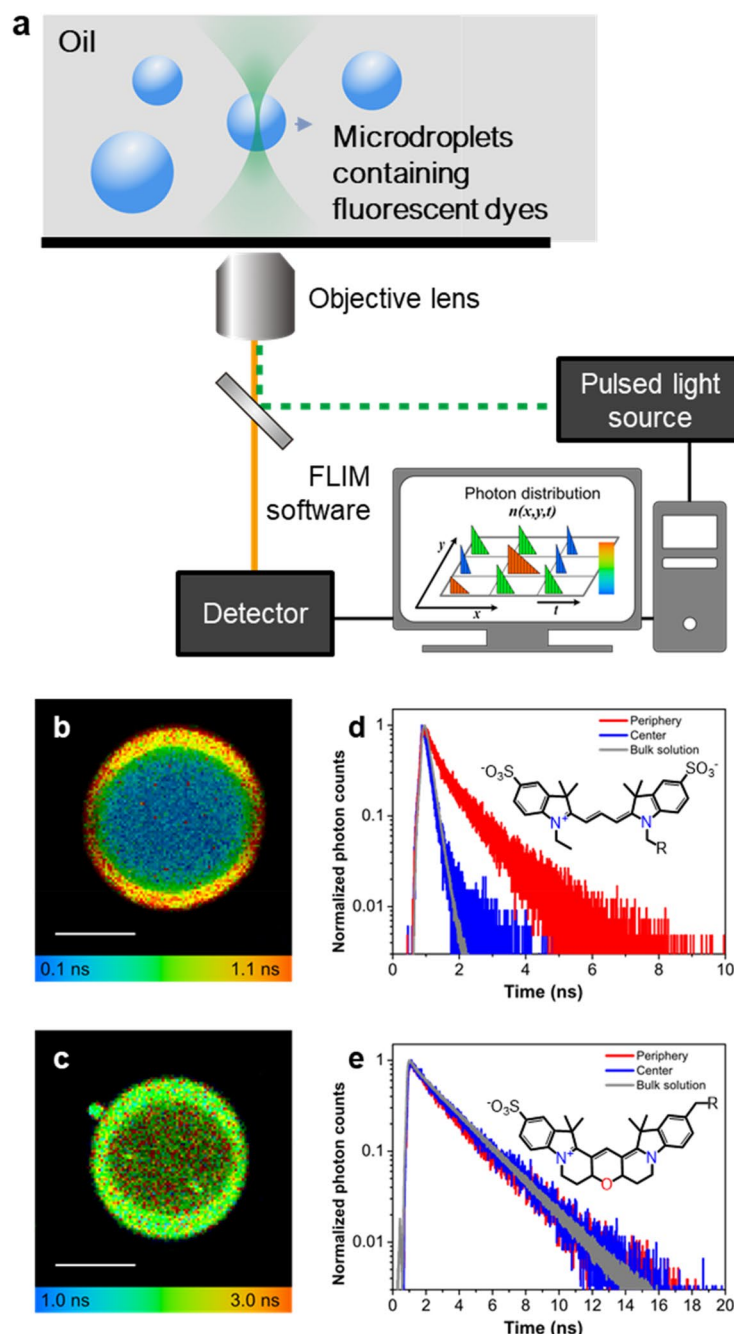 a
Oil
Microdroplets
containing
fluorescent dyes
Objective lens
Pulsed light
source
FLIM
software
Photon distribution
n(x,y,t)
y
x
t
Detector
b
0.1 ns
1.1 ns
d
Normalized photon counts
1
0.1
0.01
Periphery
Center
Bulk solution
⁻O₃S
SO₃⁻
N⁺
N
R
0
2
4
6
8
10
Time (ns)
c
1.0 ns
3.0 ns
e
Normalized photon counts
1
0.1
0.01
Periphery
Center
Bulk solution
⁻O₃S
R
N⁺
N
O
0
2
4
6
8
10
12
14
16
18
20
Time (ns)